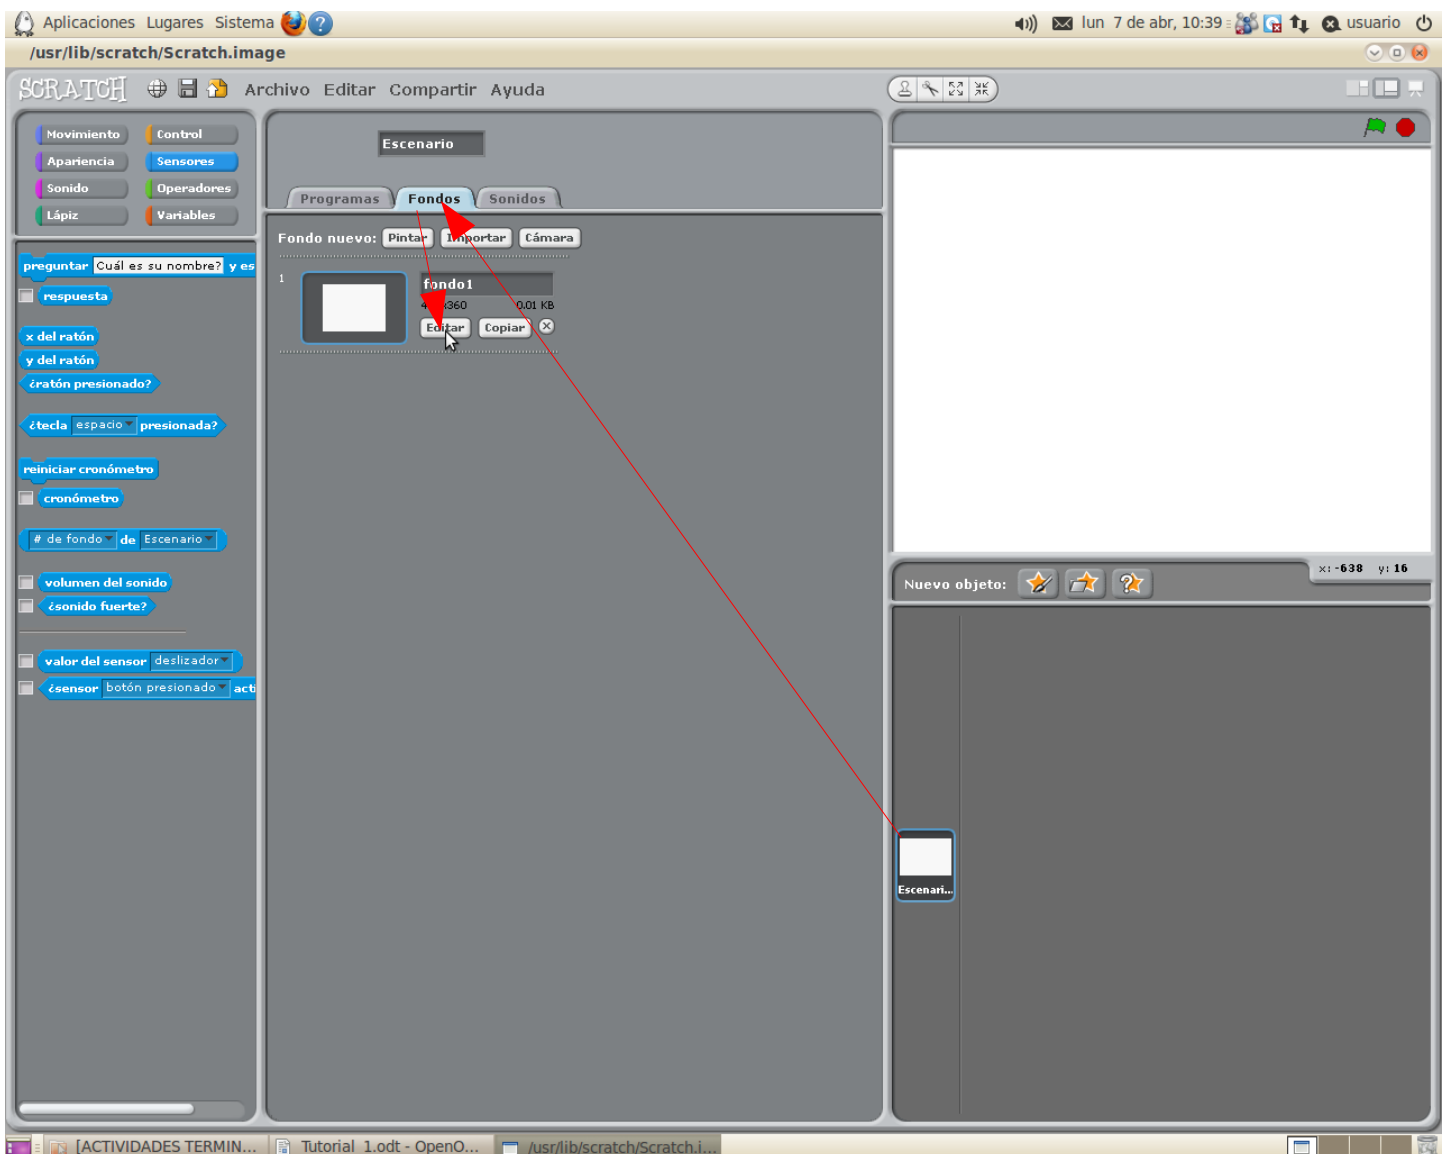 Aplicaciones Lugares Sistema
lun 7 de abr, 10:39
usuario
/usr/lib/scratch/Scratch.image
SCRATCH
Archivo Editar Compartir Ayuda
Movimiento Control
Apariencia Sensores
Sonido Operadores
Lápiz Variables
Escenario
Programas Fondos Sonidos
Fondo nuevo: Pintar Importar Cámara
1
fondo1
0.01 KB
Editar Copiar
preguntar Cuál es su nombre? y es
respuesta
x del ratón
y del ratón
¿ratón presionado?
¿tecla espacio presionada?
reiniciar cronómetro
cronómetro
# de fondo de Escenario
volumen del sonido
¿sonido fuerte?
valor del sensor deslizador
¿sensor botón presionado acti
x: -638 y: 16
Nuevo objeto:
Escenari...
[ACTIVIDADES TERMIN...
Tutorial_1.odt - OpenO...
/usr/lib/scratch/Scratch.i...